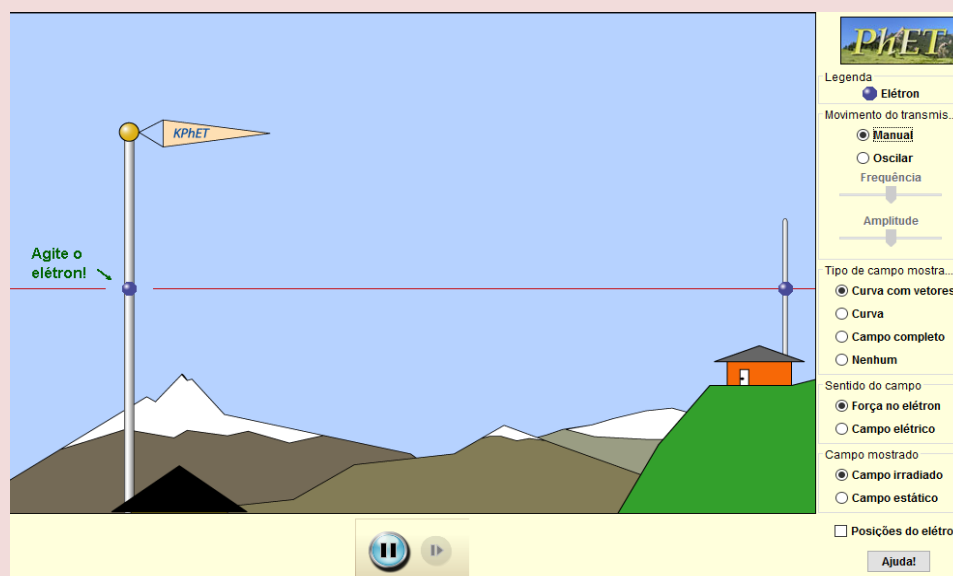 KPhET
Agite o
elétron!
PhET
Legenda
Elétron
Movimento do transmis...
Manual
Oscilar
Frequência
Amplitude
Tipo de campo mostra...
Curva com vetores
Curva
Campo completo
Nenhum
Sentido do campo
Força no elétron
Campo elétrico
Campo mostrado
Campo irradiado
Campo estático
Posições do elétro
Ajuda!